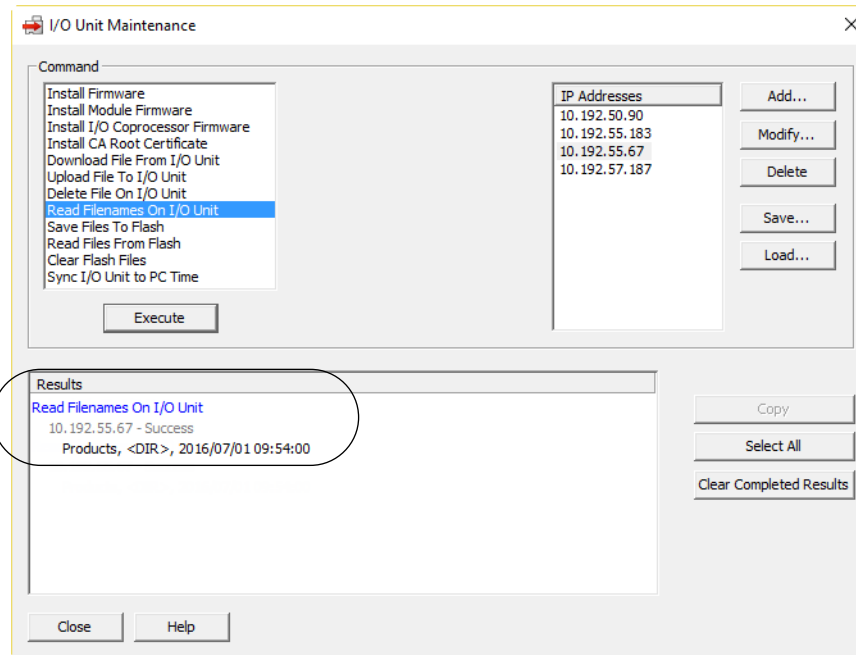 I/O Unit Maintenance
Command
Install Firmware
Install Module Firmware
Install I/O Coprocessor Firmware
Install CA Root Certificate
Download File From I/O Unit
Upload File To I/O Unit
Delete File On I/O Unit
Read Filenames On I/O Unit
Save Files To Flash
Read Files From Flash
Clear Flash Files
Sync I/O Unit to PC Time
Execute
IP Addresses
10.192.50.90
10.192.55.183
10.192.55.67
10.192.57.187
Add...
Modify...
Delete
Save...
Load...
Results
Read Filenames On I/O Unit
10.192.55.67 - Success
Products, <DIR>, 2016/07/01 09:54:00
Copy
Select All
Clear Completed Results
Close
Help